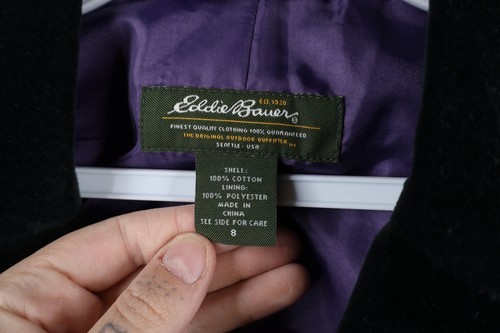 EST. 1920
Eddie Bauer®
FINEST QUALITY CLOTHING 100% GUARANTEED
THE ORIGINAL OUTDOOR OUTFITTER
SEATTLE - USA
SHELL:
100% COTTON
LINING:
100% POLYESTER
MADE IN
CHINA
SEE SIDE FOR CARE
8